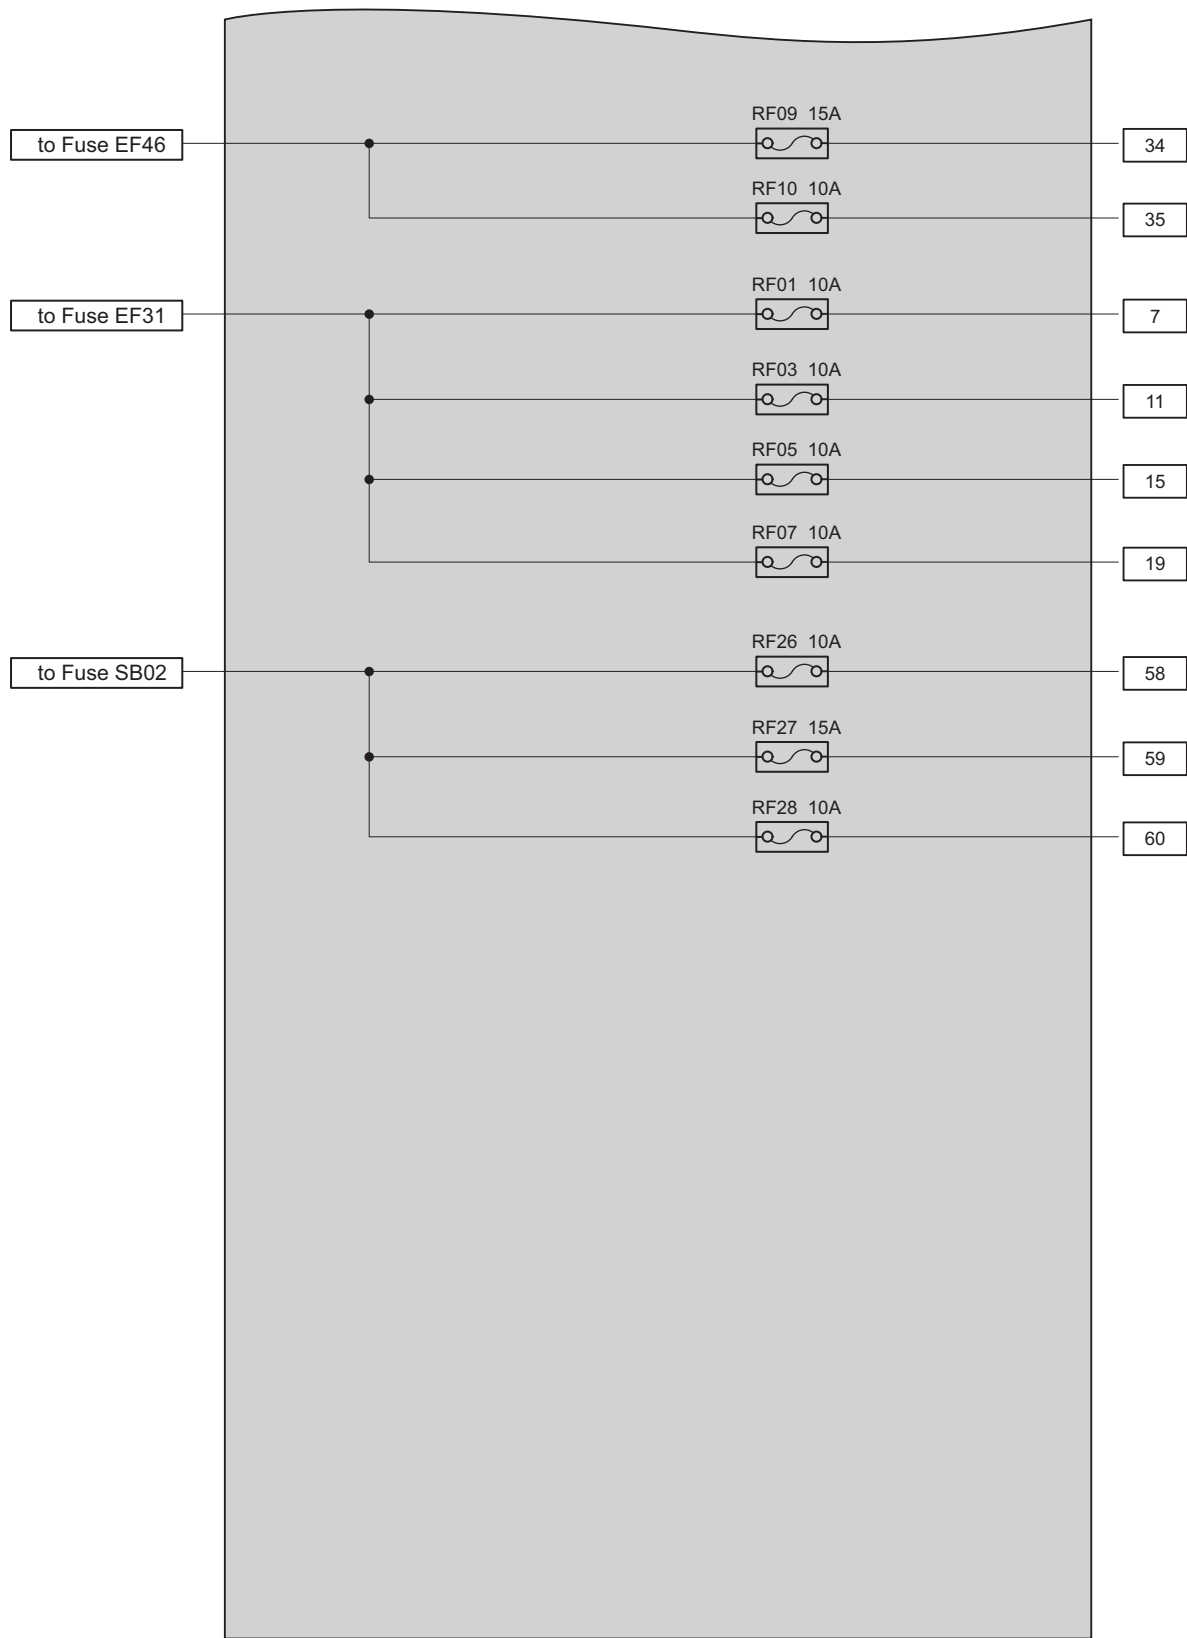 RF09 15A
to Fuse EF46
34
RF10 10A
35
RF01 10A
to Fuse EF31
7
RF03 10A
11
RF05 10A
15
RF07 10A
19
RF26 10A
to Fuse SB02
58
RF27 15A
59
RF28 10A
60